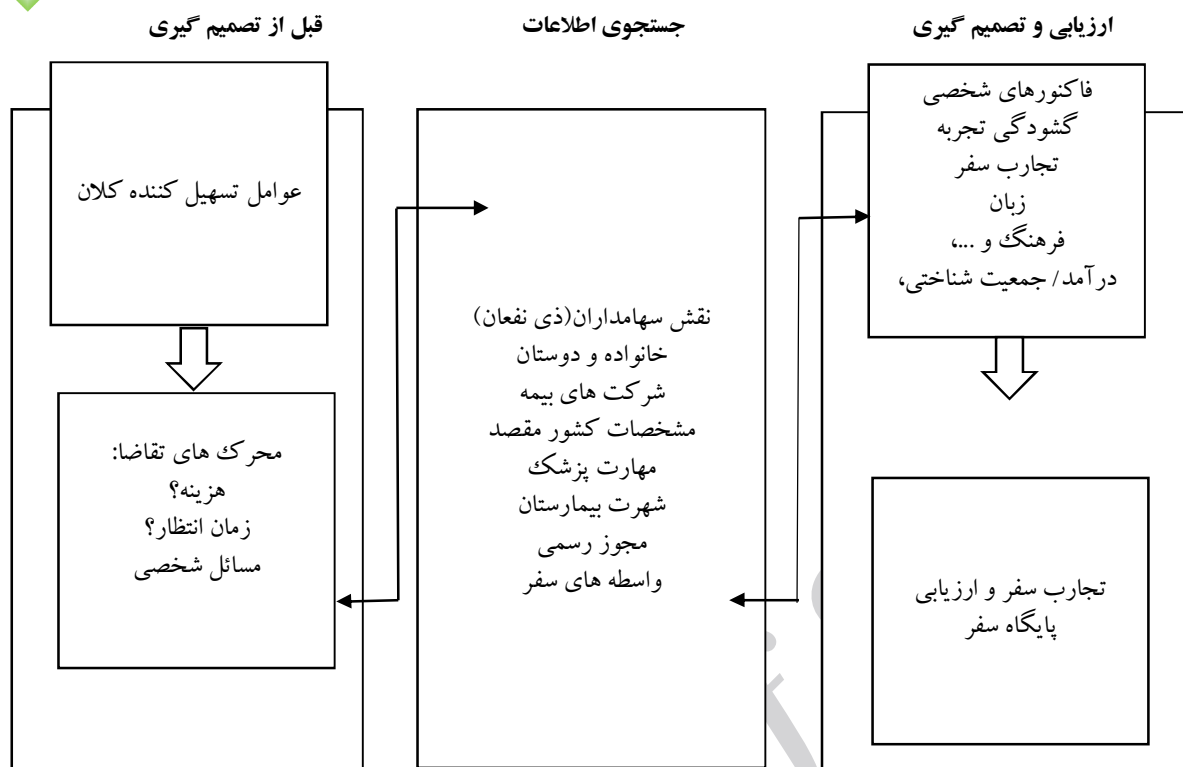 قبل از تصمیم گیری
جستجوی اطلاعات
ارزیابی و تصمیم گیری
عوامل تسهیل کننده کلان
محرک های تقاضا:
هزینه؟
زمان انتظار؟
مسائل شخصی
نقش سهامداران(ذی نفعان)
خانواده و دوستان
شرکت های بیمه
مشخصات کشور مقصد
مهارت پزشک
شهرت بیمارستان
مجوز رسمی
واسطه های سفر
فاکنورهای شخصی
گشودگی تجربه
تجارب سفر
زبان
فرهنگ و ...،
درآمد/ جمعیت شناختی،
تجارب سفر و ارزیابی
پایگاه سفر